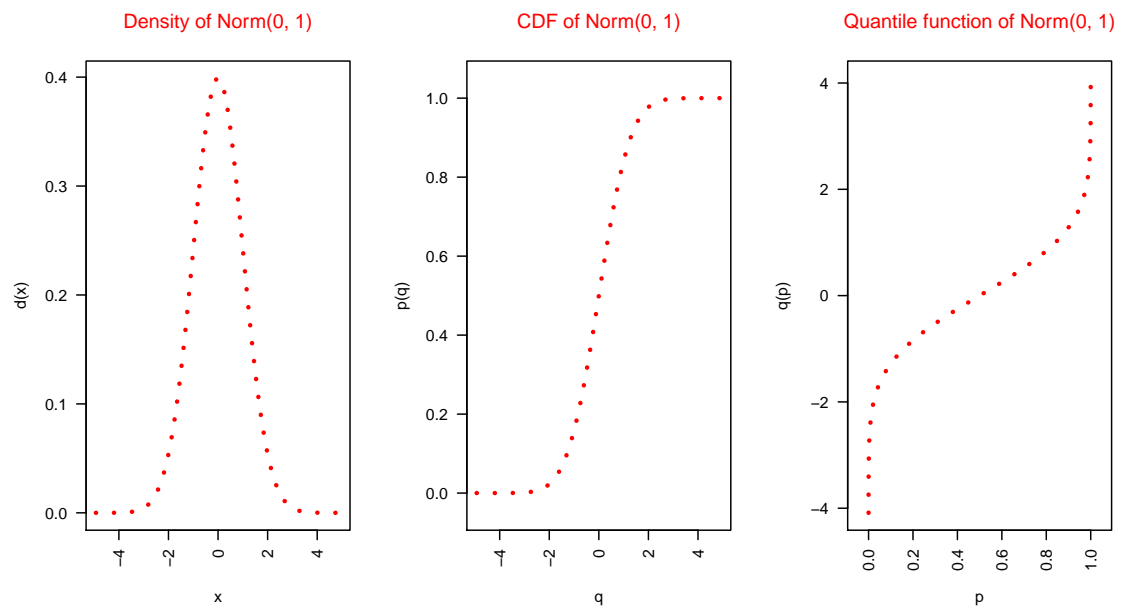 Density of Norm(0, 1)
d(x)
0.4
0.3
0.2
0.1
0.0
−4 −2 0 2 4
x
CDF of Norm(0, 1)
p(q)
1.0
0.8
0.6
0.4
0.2
0.0
−4 −2 0 2 4
q
Quantile function of Norm(0, 1)
q(p)
4
2
0
−2
−4
0.0 0.2 0.4 0.6 0.8 1.0
p